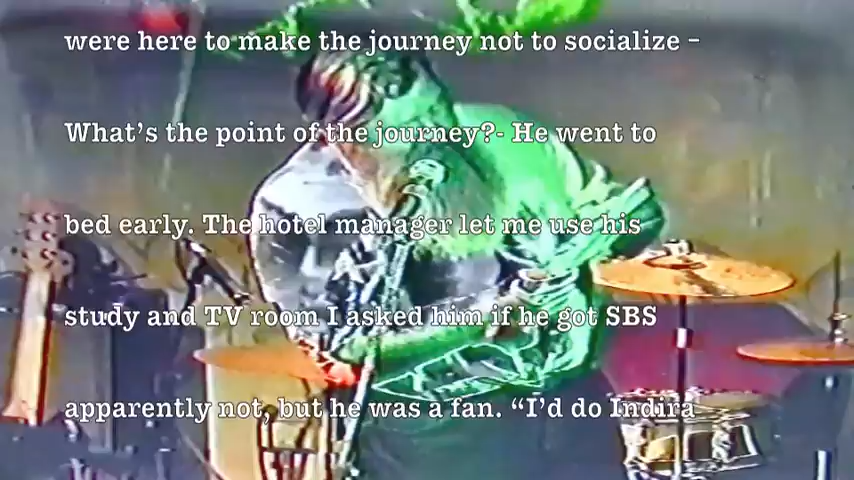 were here to make the journey not to socialize –
What's the point of the journey?- He went to
bed early. The hotel manager let me use his
study and TV room I asked him if he got SBS
apparently not, but he was a fan. “I'd do Indira